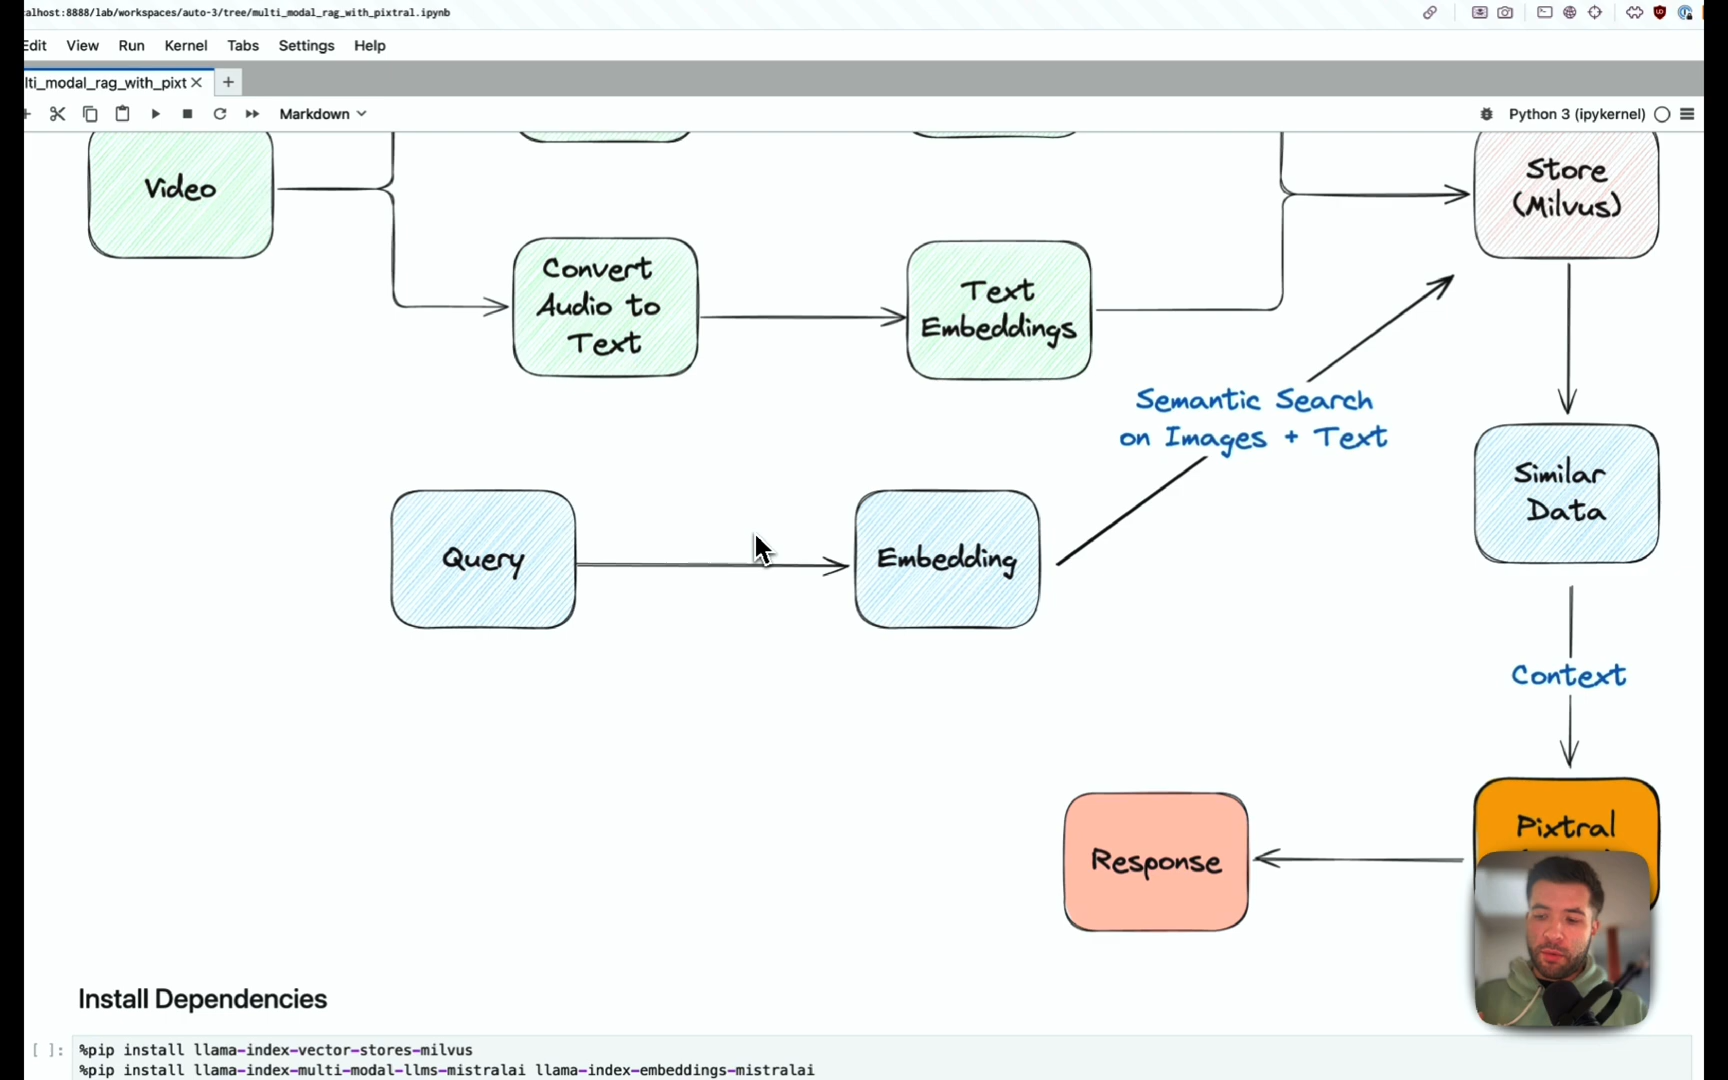 alhost:8888/lab/workspaces/auto-3/tree/multi_modal_rag_with_pixtral.ipynb
Edit View Run Kernel Tabs Settings Help
lti_modal_rag_with_pixt
Markdown
Python 3 (ipykernel)
Video
Store
(Milvus)
Convert
Audio to
Text
Text
Embeddings
Semantic Search
on Images + Text
Similar
Data
Query
Embedding
Context
Pixtral
Response
Install Dependencies
[ ]:
%pip install llama-index-vector-stores-milvus
%pip install llama-index-multi-modal-llms-mistralai llama-index-embeddings-mistralai